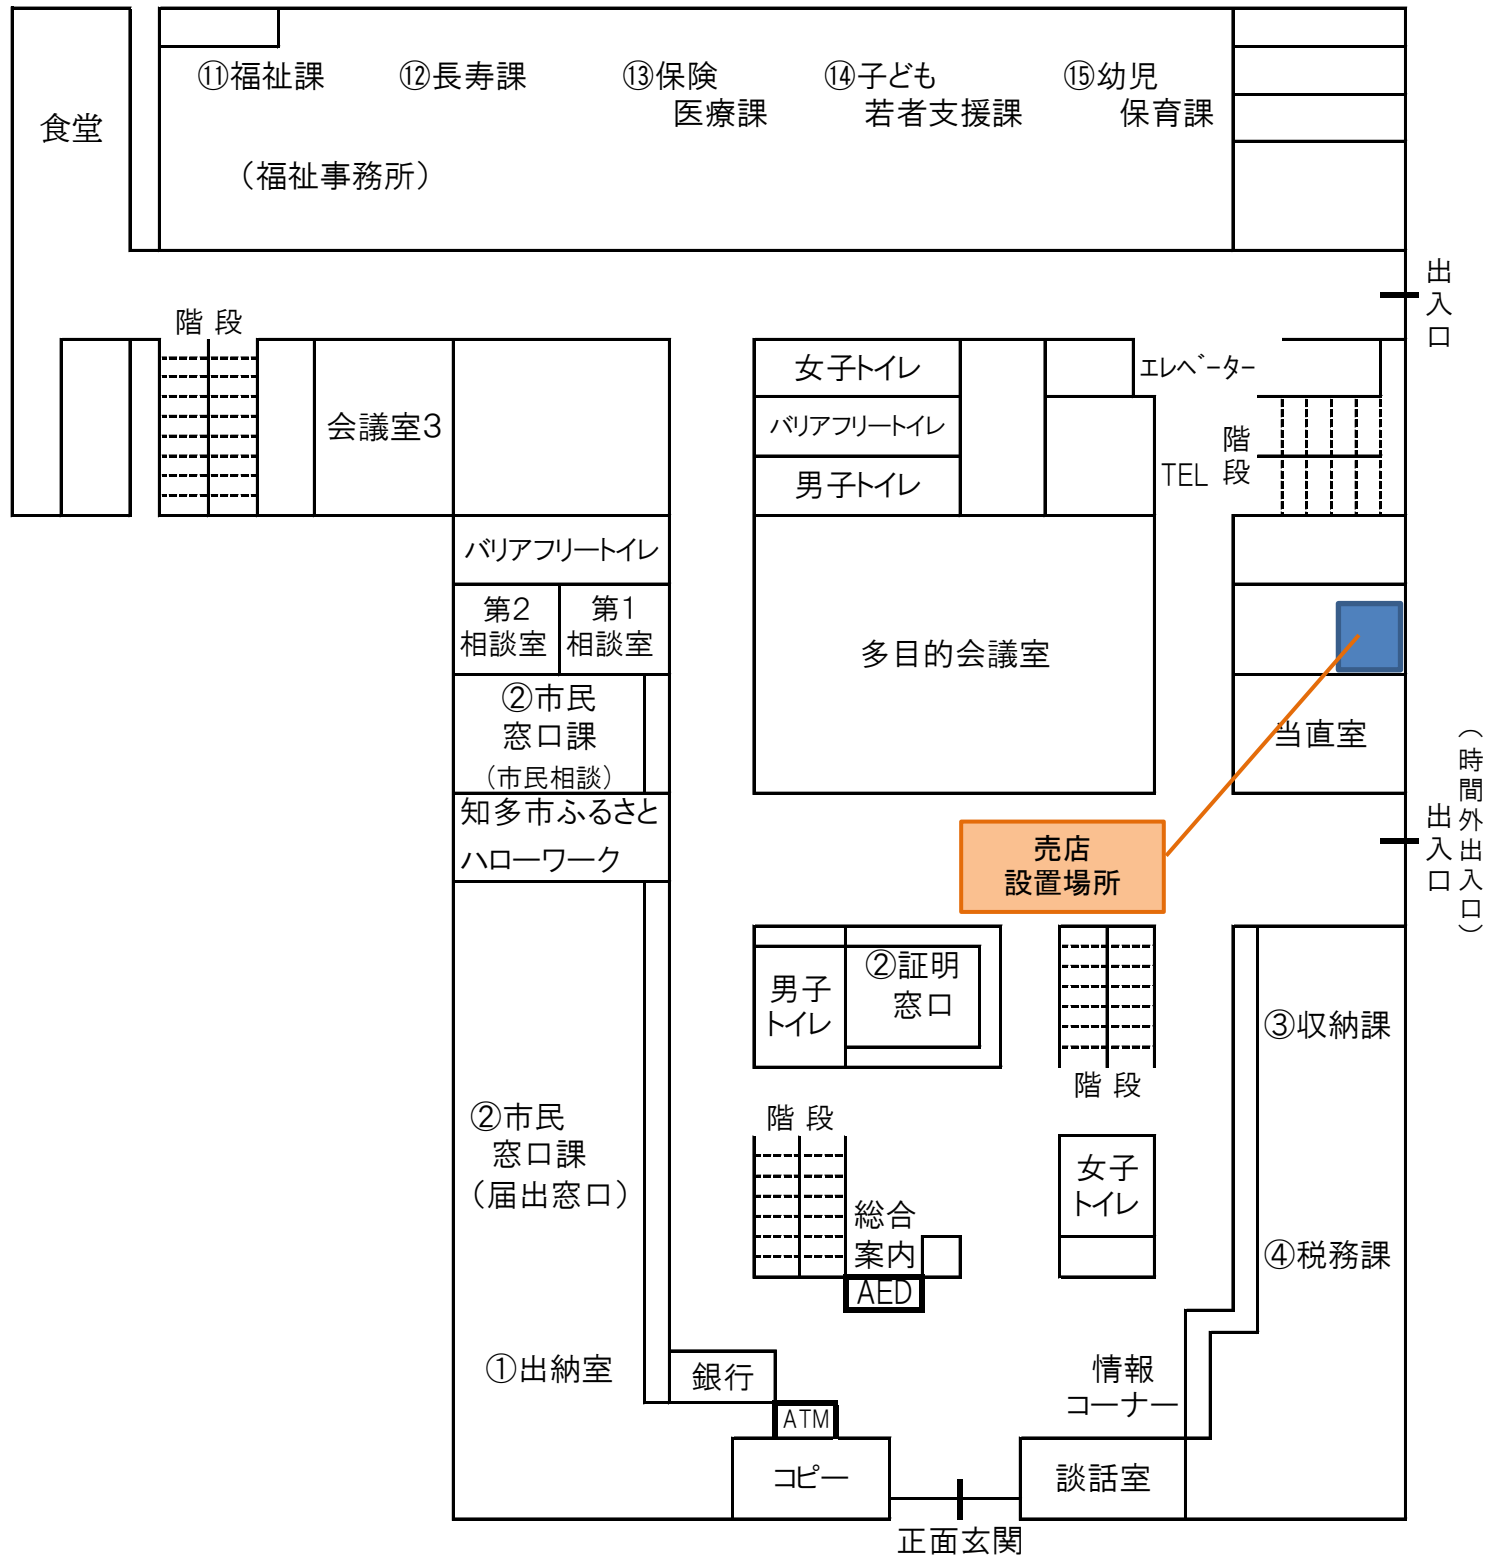 ⑪福祉課
⑫長寿課
⑬保険
医療課
⑭子ども
若者支援課
⑮幼児
保育課
食堂
（福祉事務所）
出入口
階段
会議室3
女子トイレ
バリアフリートイレ
男子トイレ
エレベーター
階段
TEL
バリアフリートイレ
第2
相談室
第1
相談室
多目的会議室
②市民
窓口課
（市民相談）
当直室
知多市ふるさと
ハローワーク
売店
設置場所
出入口
（時間外出入口）
男子
トイレ
②証明
窓口
階段
③収納課
②市民
窓口課
（届出窓口）
階段
総合
案内
AED
女子
トイレ
④税務課
①出納室
銀行
ATM
コピー
情報
コーナー
談話室
正面玄関